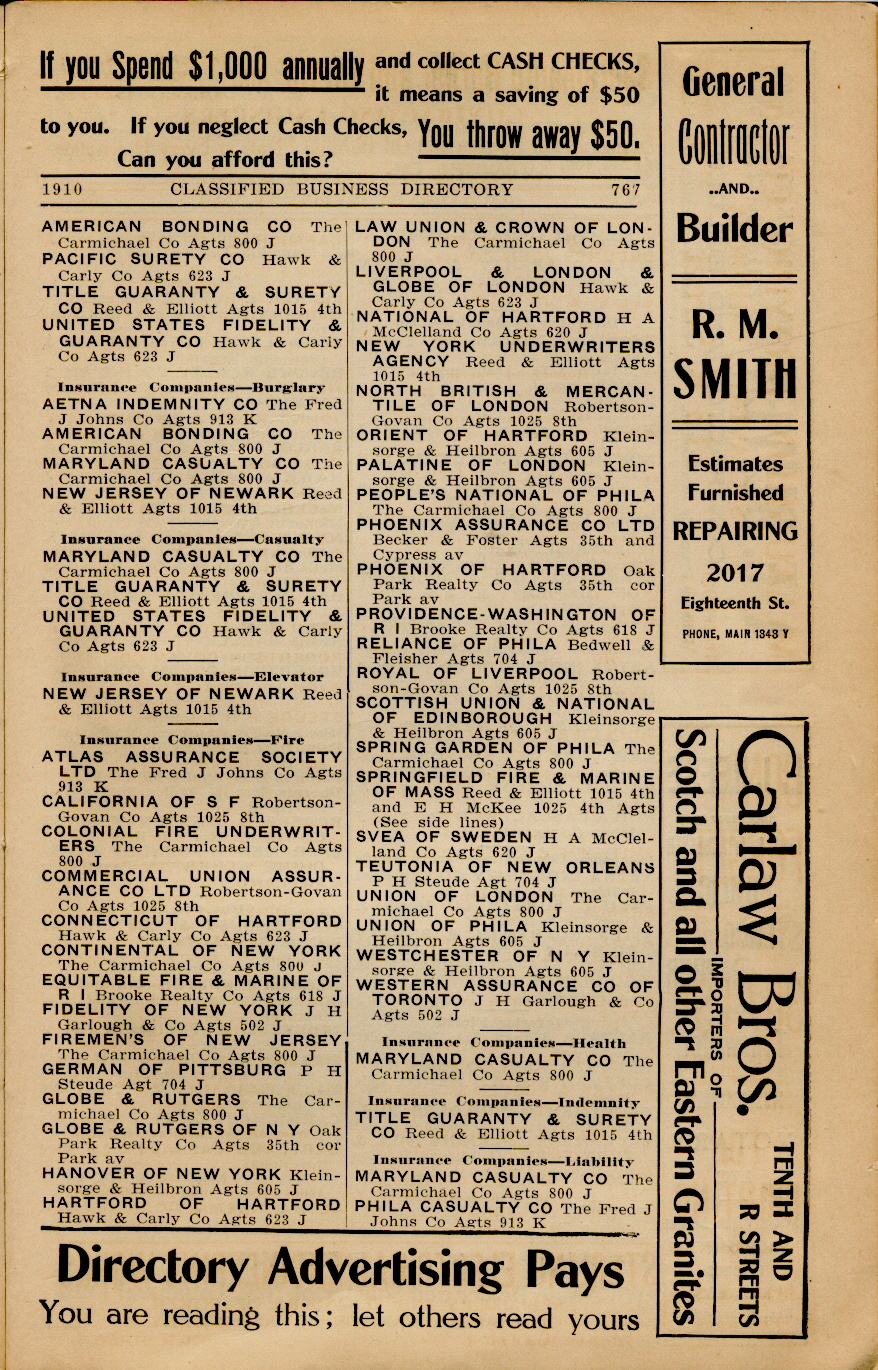 If you Spend $1,000 annually and collect CASH CHECKS,
it means a saving of $50
to you. If you neglect Cash Checks, You throw away $50.
Can you afford this?
1910 CLASSIFIED BUSINESS DIRECTORY 767
AMERICAN BONDING CO The
Carmichael Co Agts 800 J
PACIFIC SURETY CO Hawk &
Carly Co Agts 623 J
TITLE GUARANTY & SURETY
CO Reed & Elliott Agts 1015 4th
UNITED STATES FIDELITY &
GUARANTY CO Hawk & Carly
Co Agts 623 J
Insurance Companies—Burglary
AETNA INDEMNITY CO The Fred
J Johns Co Agts 913 K
AMERICAN BONDING CO The
Carmichael Co Agts 800 J
MARYLAND CASUALTY CO The
Carmichael Co Agts 800 J
NEW JERSEY OF NEWARK Reed
& Elliott Agts 1015 4th
Insurance Companies—Casualty
MARYLAND CASUALTY CO The
Carmichael Co Agts 800 J
TITLE GUARANTY & SURETY
CO Reed & Elliott Agts 1015 4th
UNITED STATES FIDELITY &
GUARANTY CO Hawk & Carly
Co Agts 623 J
Insurance Companies—Elevator
NEW JERSEY OF NEWARK Reed
& Elliott Agts 1015 4th
Insurance Companies—Fire
ATLAS ASSURANCE SOCIETY
LTD The Fred J Johns Co Agts
913 K
CALIFORNIA OF S F Robertson-
Govan Co Agts 1025 8th
COLONIAL FIRE UNDERWRIT-
ERS The Carmichael Co Agts
800 J
COMMERCIAL UNION ASSUR-
ANCE CO LTD Robertson-Govan
Co Agts 1025 8th
CONNECTICUT OF HARTFORD
Hawk & Carly Co Agts 623 J
CONTINENTAL OF NEW YORK
The Carmichael Co Agts 800 J
EQUITABLE FIRE & MARINE OF
R I Brooke Realty Co Agts 618 J
FIDELITY OF NEW YORK J H
Garlough & Co Agts 502 J
FIREMEN'S OF NEW JERSEY
The Carmichael Co Agts 800 J
GERMAN OF PITTSBURG P H
Steude Agt 704 J
GLOBE & RUTGERS The Car-
michael Co Agts 800 J
GLOBE & RUTGERS OF N Y Oak
Park Realty Co Agts 35th cor
Park av
HANOVER OF NEW YORK Klein-
sorge & Heilbron Agts 605 J
HARTFORD OF HARTFORD
Hawk & Carly Co Agts 623 J
LAW UNION & CROWN OF LON-
DON The Carmichael Co Agts
800 J
LIVERPOOL & LONDON &
GLOBE OF LONDON Hawk &
Carly Co Agts 623 J
NATIONAL OF HARTFORD H A
McClelland Co Agts 620 J
NEW YORK UNDERWRITERS
AGENCY Reed & Elliott Agts
1015 4th
NORTH BRITISH & MERCAN-
TILE OF LONDON Robertson-
Govan Co Agts 1025 8th
ORIENT OF HARTFORD Klein-
sorge & Heilbron Agts 605 J
PALATINE OF LONDON Klein-
sorge & Heilbron Agts 605 J
PEOPLE'S NATIONAL OF PHILA
The Carmichael Co Agts 800 J
PHOENIX ASSURANCE CO LTD
Becker & Foster Agts 35th and
Cypress av
PHOENIX OF HARTFORD Oak
Park Realty Co Agts 35th cor
Park av
PROVIDENCE-WASHINGTON OF
R I Brooke Realty Co Agts 618 J
RELIANCE OF PHILA Bedwell &
Fleisher Agts 704 J
ROYAL OF LIVERPOOL Robert-
son-Govan Co Agts 1025 8th
SCOTTISH UNION & NATIONAL
OF EDINBOROUGH Kleinsorge
& Heilbron Agts 605 J
SPRING GARDEN OF PHILA The
Carmichael Co Agts 800 J
SPRINGFIELD FIRE & MARINE
OF MASS Reed & Elliott 1015 4th
and E H McKee 1025 4th Agts
(See side lines)
SVEA OF SWEDEN H A McClel-
land Co Agts 620 J
TEUTONIA OF NEW ORLEANS
P H Steude Agt 704 J
UNION OF LONDON The Car-
michael Co Agts 800 J
UNION OF PHILA Kleinsorge &
Heilbron Agts 605 J
WESTCHESTER OF N Y Klein-
sorge & Heilbron Agts 605 J
WESTERN ASSURANCE CO OF
TORONTO J H Garlough & Co
Agts 502 J
Insurance Companies—Health
MARYLAND CASUALTY CO The
Carmichael Co Agts 800 J
Insurance Companies—Indemnity
TITLE GUARANTY & SURETY
CO Reed & Elliott Agts 1015 4th
Insurance Companies—Liability
MARYLAND CASUALTY CO The
Carmichael Co Agts 800 J
PHILA CASUALTY CO The Fred J
Johns Co Agts 913 K
General
Contractor
..AND..
Builder
R. M.
SMITH
Estimates
Furnished
REPAIRING
2017
Eighteenth St.
PHONE, MAIN 1343 Y
Carlaw Bros.
TENTH AND
R STREETS
IMPORTERS OF
Scotch and all other Eastern Granites
Directory Advertising Pays
You are reading this; let others read yours